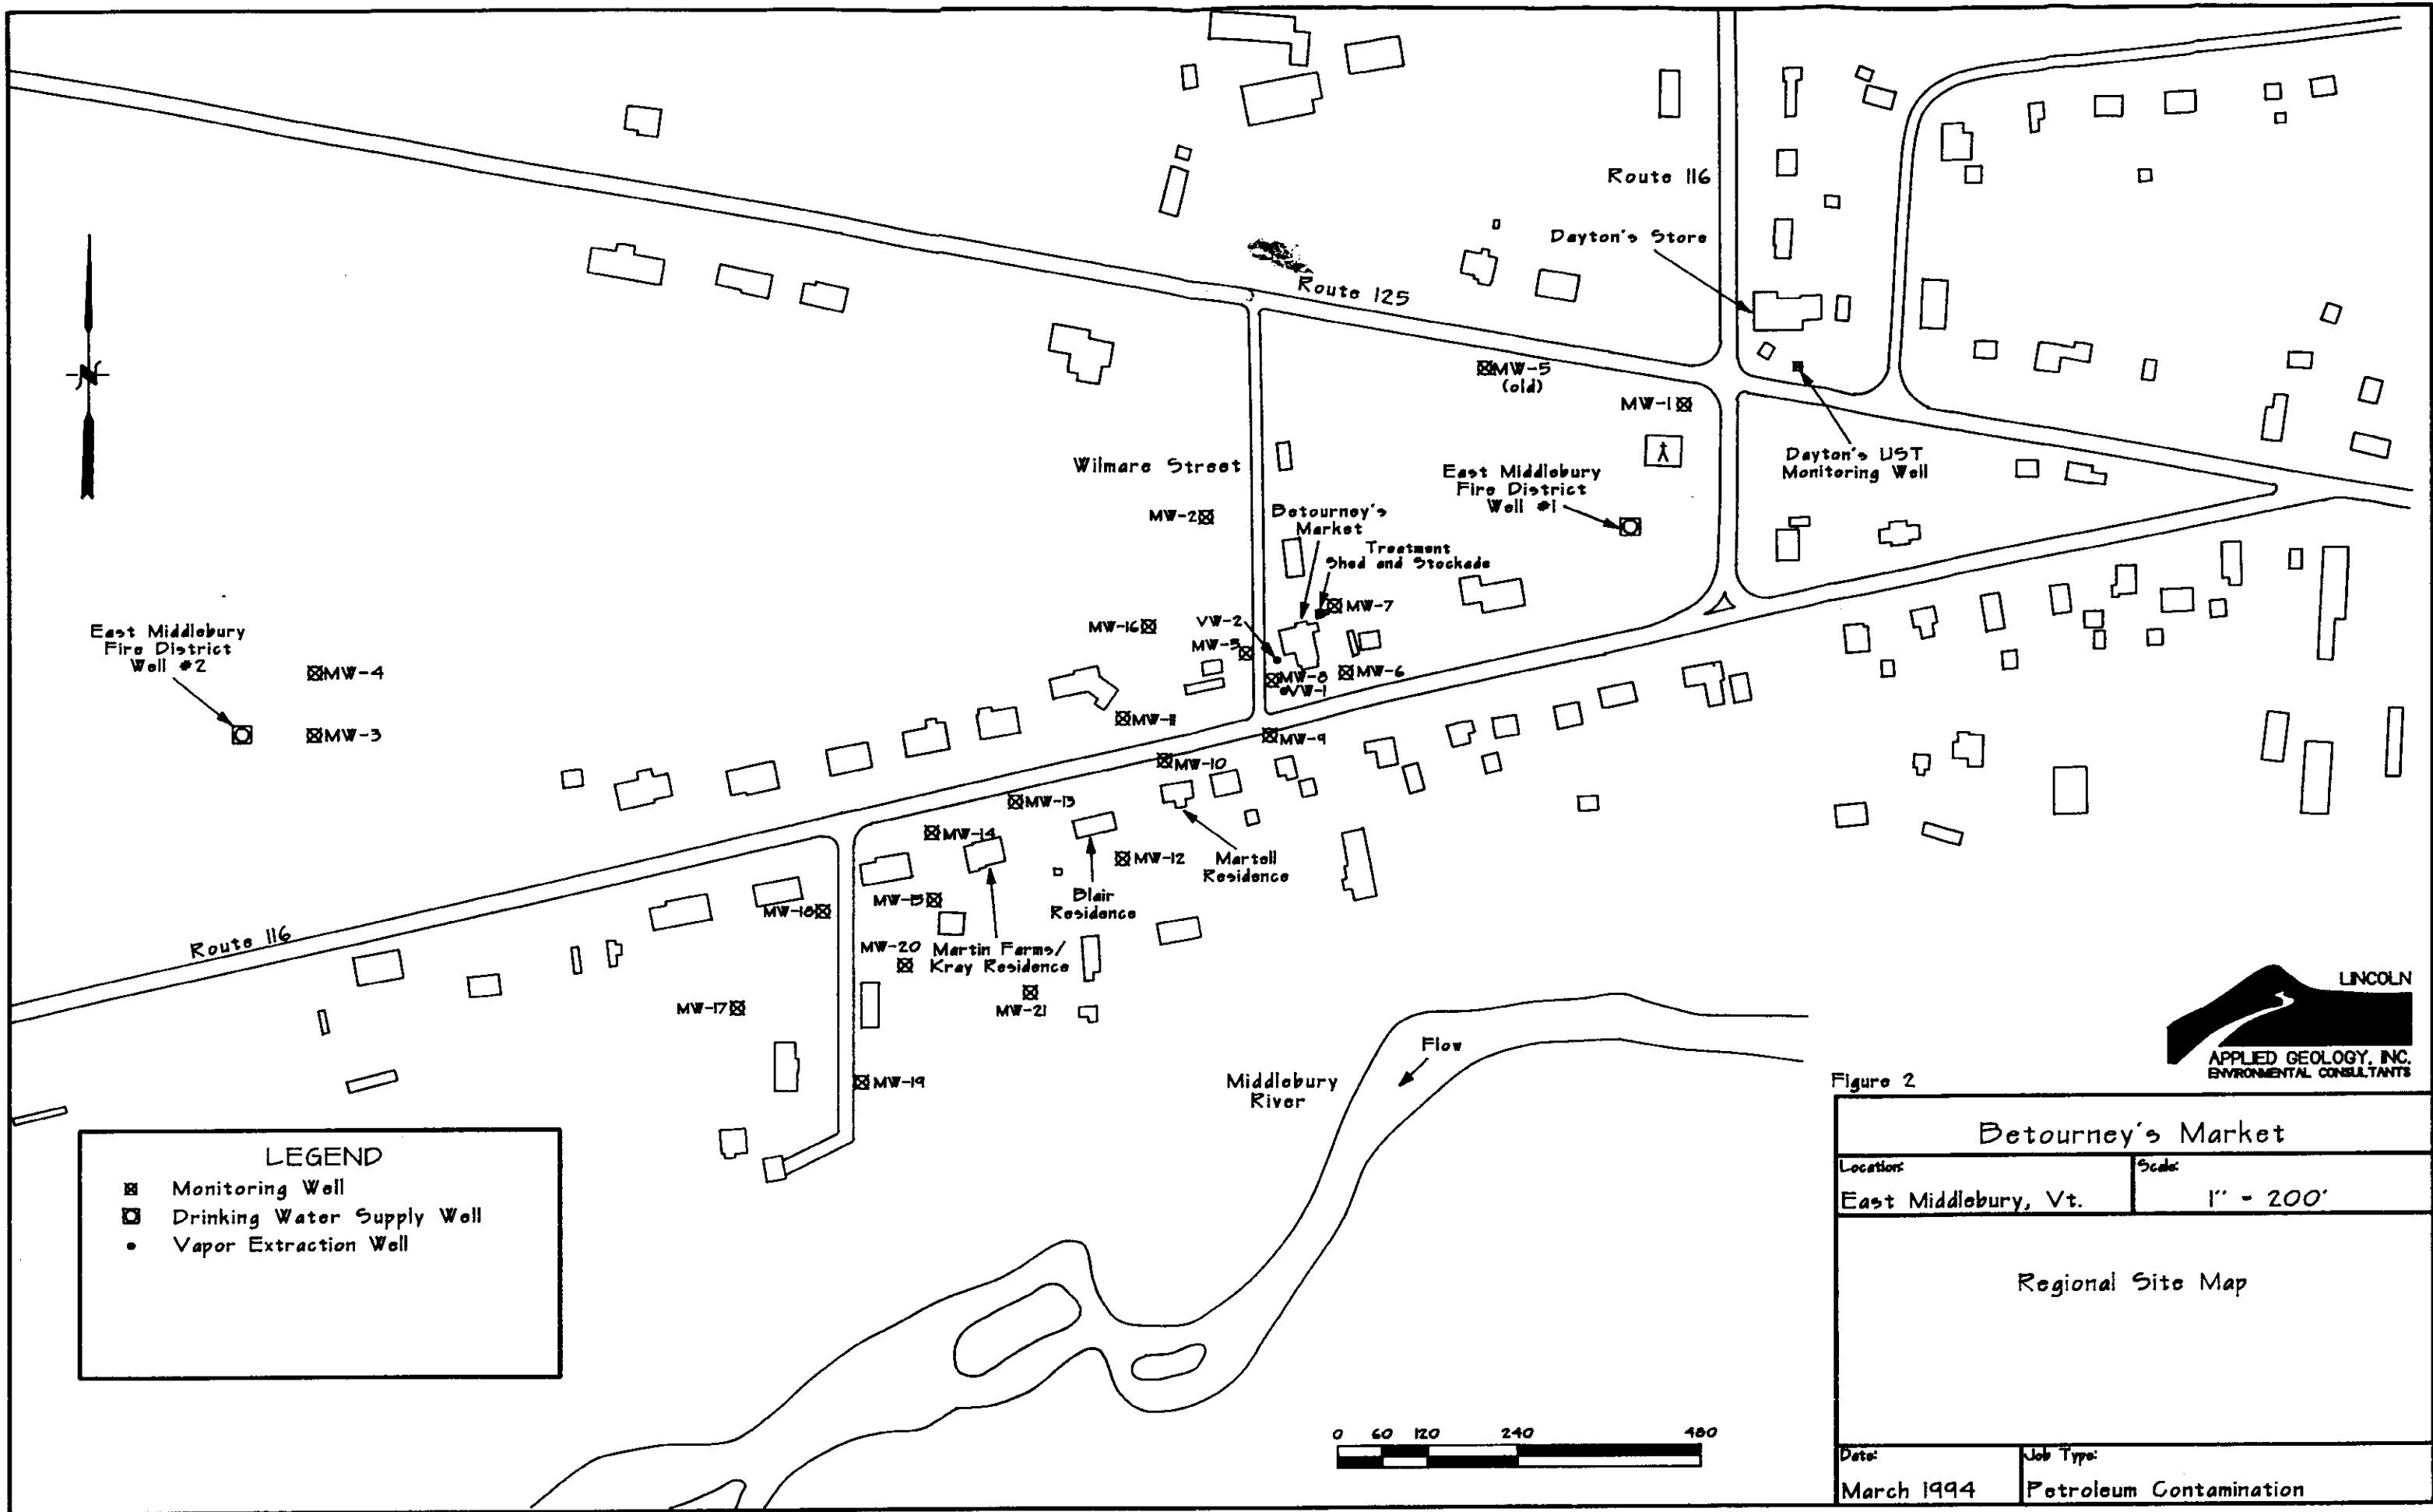 Route 116
Dayton's Store
Route 125
MW-5
(old)
MW-1
Wilmare Street
East Middlebury
Fire District
Well #1
Dayton's UST
Monitoring Well
MW-2
Betourney's
Market
Treatment
Shed and Stockade
MW-7
MW-16
VW-2
MW-5
MW-6
MW-8
VW-1
East Middlebury
Fire District
Well #2
MW-4
MW-3
MW-11
MW-9
MW-10
MW-13
MW-14
MW-12
Martell
Residence
Blair
Residence
MW-15
MW-18
Route 116
MW-20
Martin Farms/
Kray Residence
MW-17
MW-21
MW-19
Middlebury
River
Flow
N
LEGEND
Monitoring Well
Drinking Water Supply Well
Vapor Extraction Well
0 60 120 240 480
LINCOLN
APPLIED GEOLOGY, INC.
ENVIRONMENTAL CONSULTANTS
Figure 2
Betourney's Market
Location:
East Middlebury, Vt.
Scale:
1" = 200'
Regional Site Map
Date:
March 1994
Job Type:
Petroleum Contamination